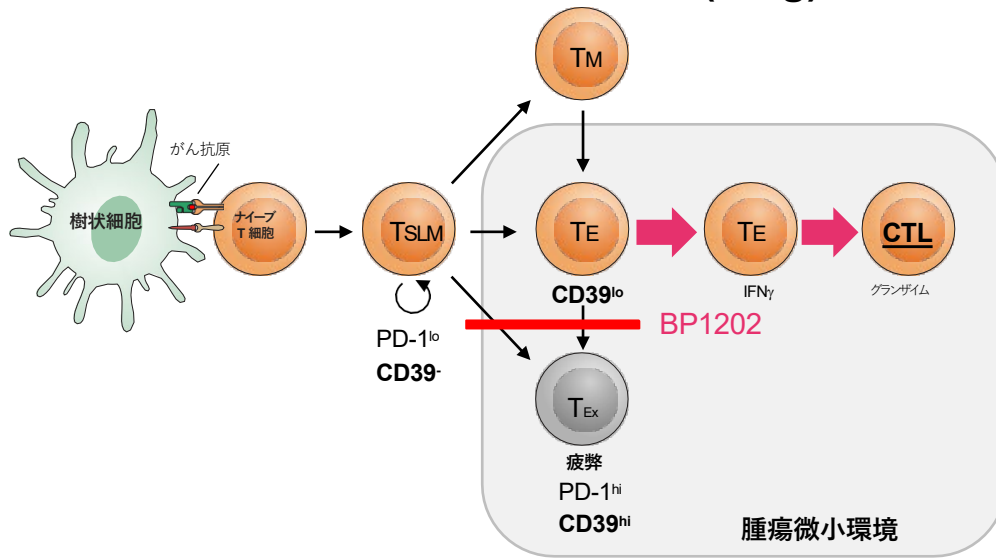 TM
がん抗原
樹状細胞
ナイーブ
T 細胞
TSLM
TE
TE
CTL
CD39lo
IFNγ
グランザイム
BP1202
PD-1lo
CD39-
TEx
疲弊
PD-1hi
CD39hi
腫瘍微小環境